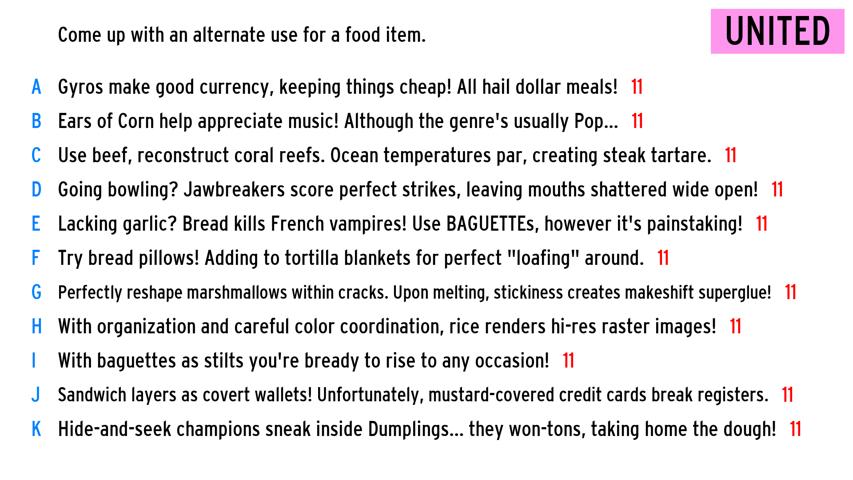 Come up with an alternate use for a food item.
UNITED
A Gyros make good currency, keeping things cheap! All hail dollar meals! 11
B Ears of Corn help appreciate music! Although the genre's usually Pop... 11
C Use beef, reconstruct coral reefs. Ocean temperatures par, creating steak tartare. 11
D Going bowling? Jawbreakers score perfect strikes, leaving mouths shattered wide open! 11
E Lacking garlic? Bread kills French vampires! Use BAGUETTEs, however it's painstaking! 11
F Try bread pillows! Adding to tortilla blankets for perfect "loafing" around. 11
G Perfectly reshape marshmallows within cracks. Upon melting, stickiness creates makeshift superglue! 11
H With organization and careful color coordination, rice renders hi-res raster images! 11
I With baguettes as stilts you're bready to rise to any occasion! 11
J Sandwich layers as covert wallets! Unfortunately, mustard-covered credit cards break registers. 11
K Hide-and-seek champions sneak inside Dumplings... they won-tons, taking home the dough! 11